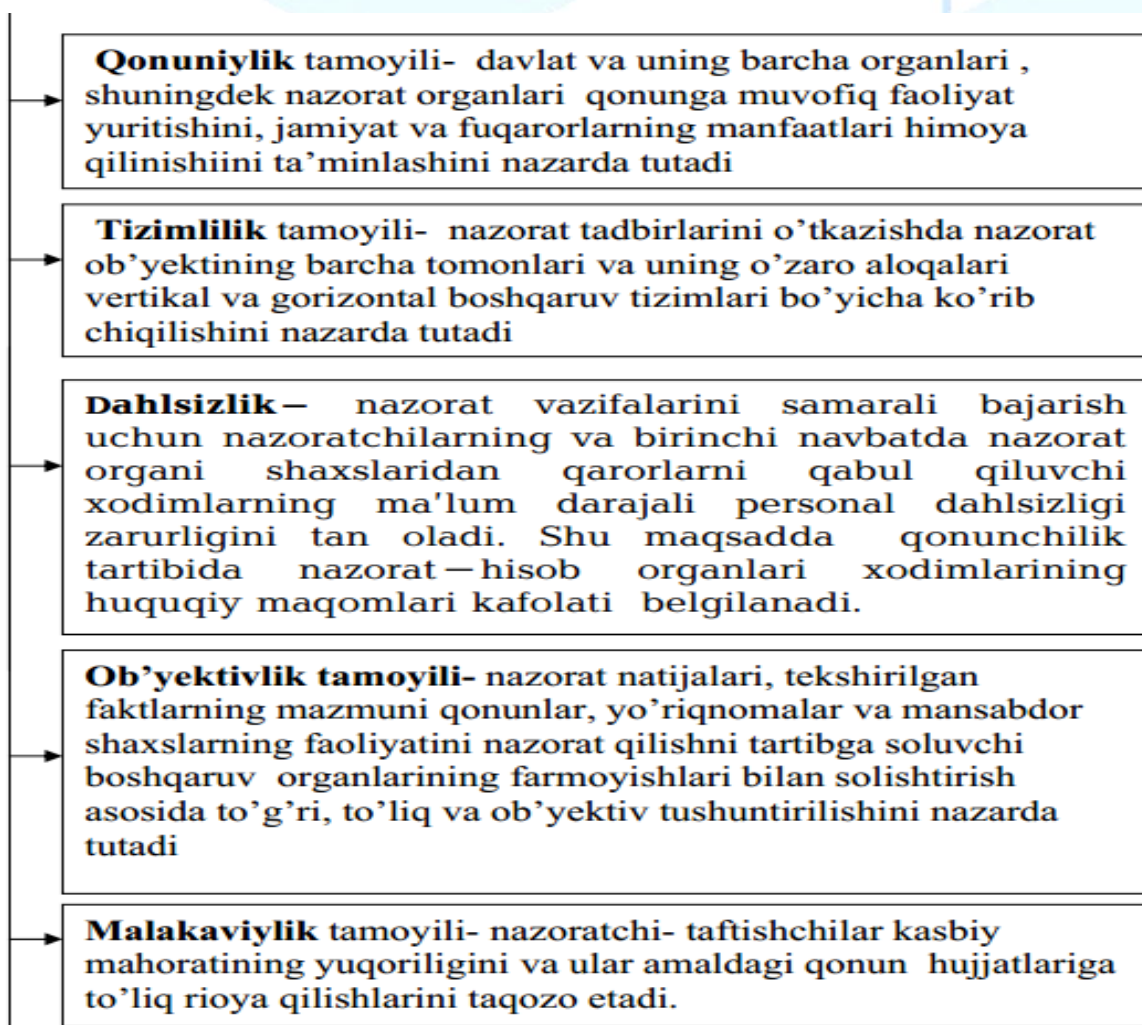 Qonuniylik tamoyili- davlat va uning barcha organlari ,
shuningdek nazorat organlari qonunga muvofiq faoliyat
yuritishini, jamiyat va fuqarorlarning manfaatlari himoya
qilinishiini ta’minlashini nazarda tutadi
Tizimlilik tamoyili- nazorat tadbirlarini o’tkazishda nazorat
ob’yektining barcha tomonlari va uning o’zaro aloqalari
vertikal va gorizontal boshqaruv tizimlari bo’yicha ko’rib
chiqilishini nazarda tutadi
Dahlsizlik — nazorat vazifalarini samarali bajarish
uchun nazoratchilarning va birinchi navbatda nazorat
organi shaxslaridan qarorlarni qabul qiluvchi
xodimlarning ma'lum darajali personal dahlsizligi
zarurligini tan oladi. Shu maqsadda qonunchilik
tartibida nazorat — hisob organlari xodimlarining
huquqiy maqomlari kafolati belgilanadi.
Ob’yektivlik tamoyili- nazorat natijalari, tekshirilgan
faktlarning mazmuni qonunlar, yo’riqnomalar va mansabdor
shaxslarning faoliyatini nazorat qilishni tartibga soluvchi
boshqaruv organlarining farmoyishlari bilan solishtirish
asosida to’g’ri, to’liq va ob’yektiv tushuntirilishini nazarda
tutadi
Malakaviylik tamoyili- nazoratchi- taftishchilar kasbiy
mahoratining yuqoriligini va ular amaldagi qonun hujjatlariga
to’liq rioya qilishlarini taqozo etadi.